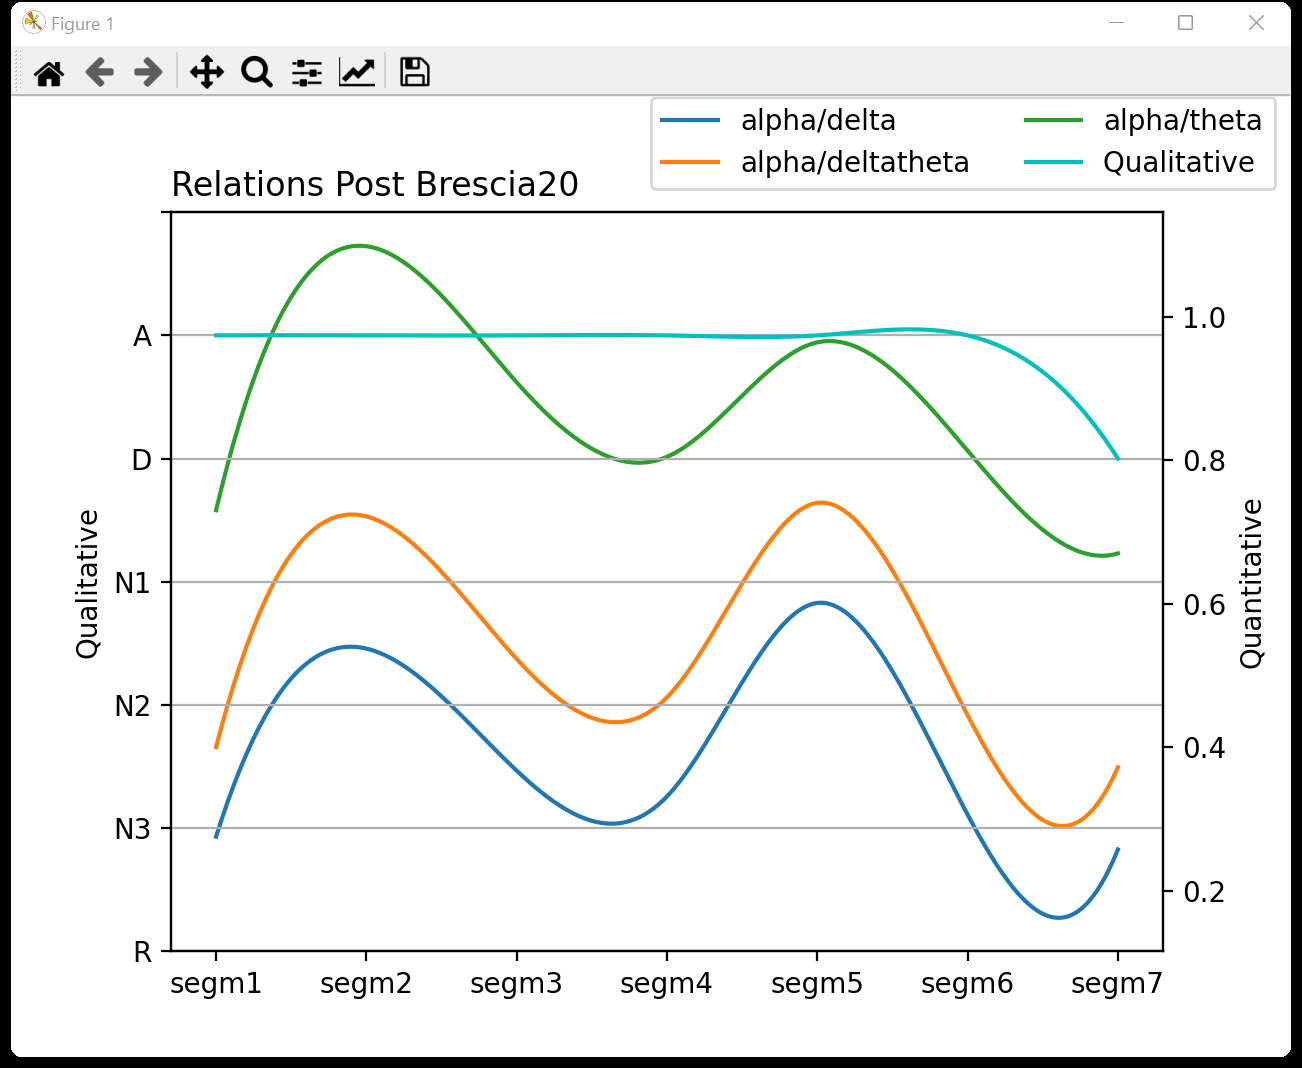 Figure 1
alpha/delta
alpha/deltatheta
alpha/theta
Qualitative
Relations Post Brescia20
Qualitative
A
D
N1
N2
N3
R
1.0
0.8
0.6
0.4
0.2
Quantitative
segm1 segm2 segm3 segm4 segm5 segm6 segm7